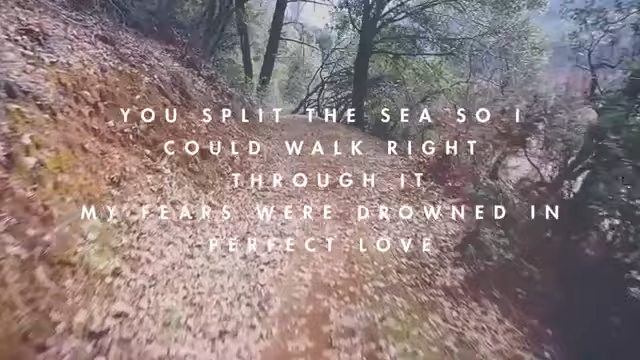 YOU SPLIT THE SEA SO I
COULD WALK RIGHT
THROUGH IT
MY FEARS WERE DROWNED IN
PERFECT LOVE